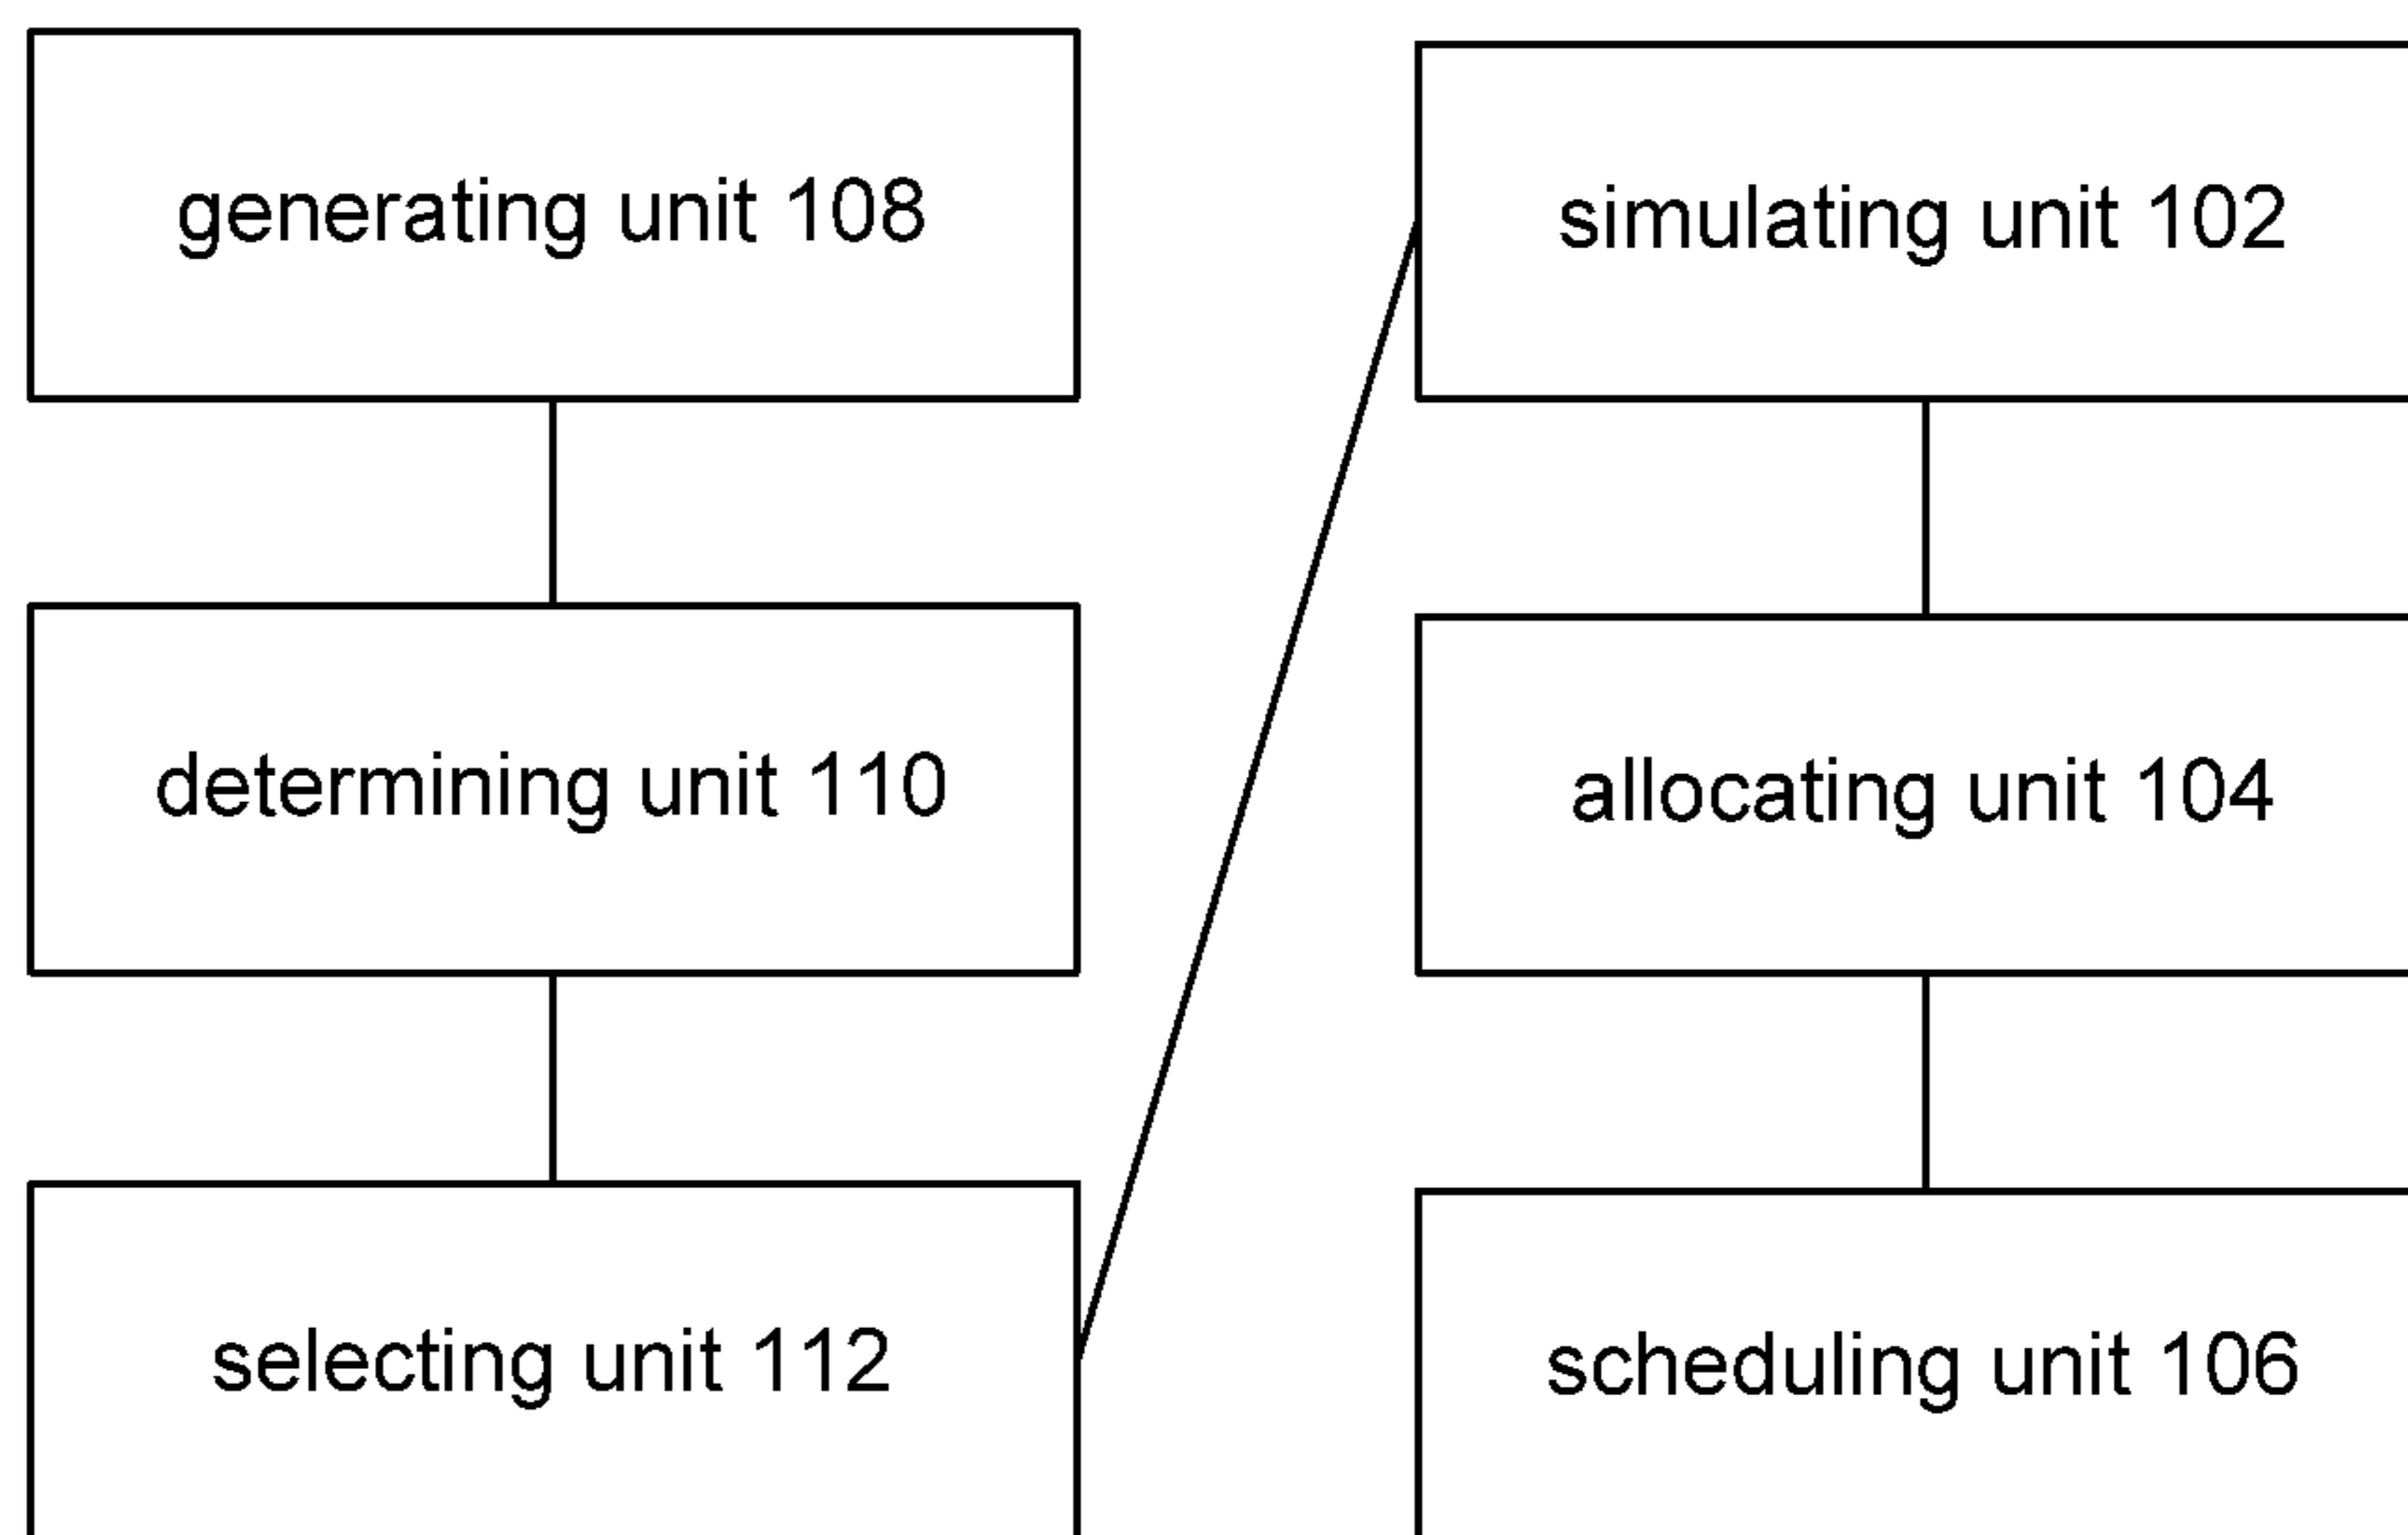 generating unit 108
determining unit 110
selecting unit 112
simulating unit 102
allocating unit 104
scheduling unit 106